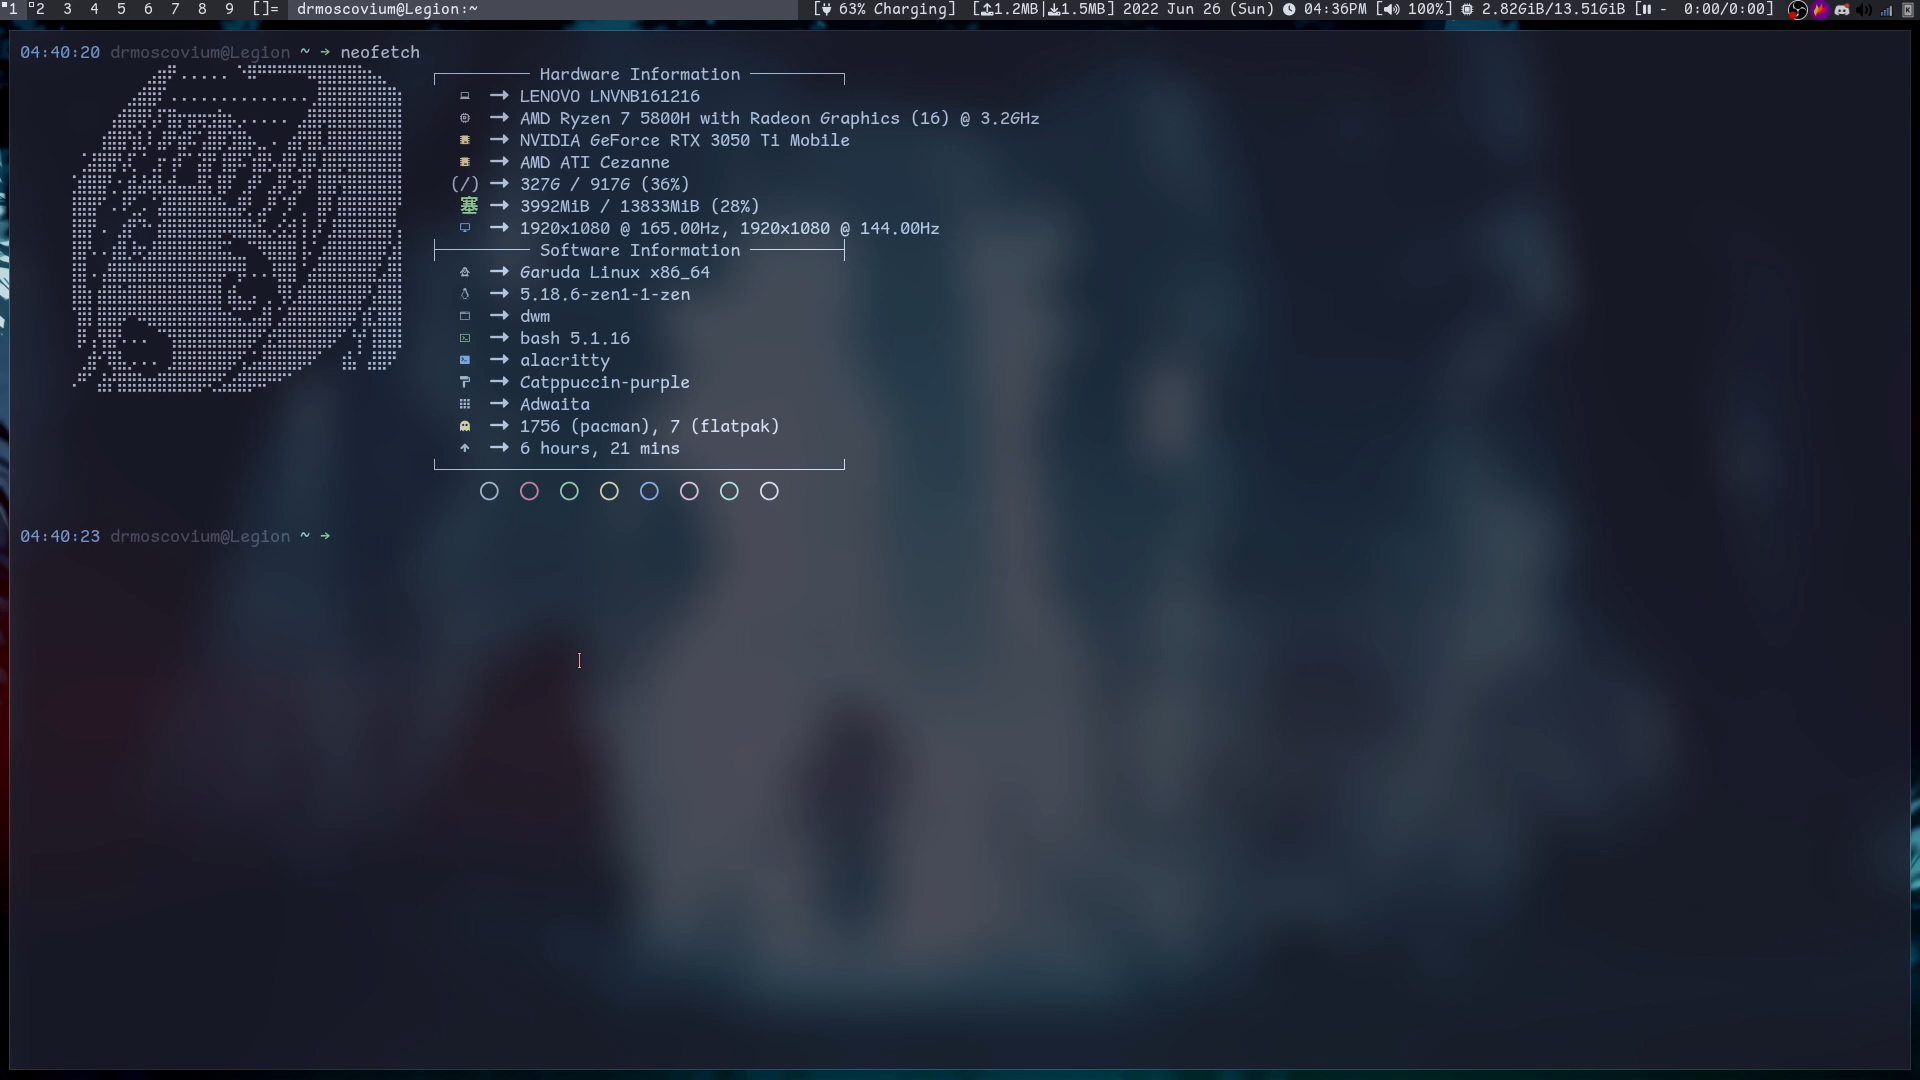 1 2 3 4 5 6 7 8 9 []= drmoscovium@Legion:~ [63% Charging] [1.2MB|1.5MB] 2022 Jun 26 (Sun) 04:36PM [100%] 2.82GiB/13.51GiB [ - 0:00/0:00]
04:40:20 drmoscovium@Legion ~ → neofetch
Hardware Information
→ LENOVO LNVNB161216
→ AMD Ryzen 7 5800H with Radeon Graphics (16) @ 3.2GHz
→ NVIDIA GeForce RTX 3050 Ti Mobile
→ AMD ATI Cezanne
(/) → 327G / 917G (36%)
塞 → 3992MiB / 13833MiB (28%)
→ 1920x1080 @ 165.00Hz, 1920x1080 @ 144.00Hz
Software Information
→ Garuda Linux x86_64
→ 5.18.6-zen1-1-zen
→ dwm
→ bash 5.1.16
→ alacritty
→ Catppuccin-purple
→ Adwaita
→ 1756 (pacman), 7 (flatpak)
→ 6 hours, 21 mins
04:40:23 drmoscovium@Legion ~ →